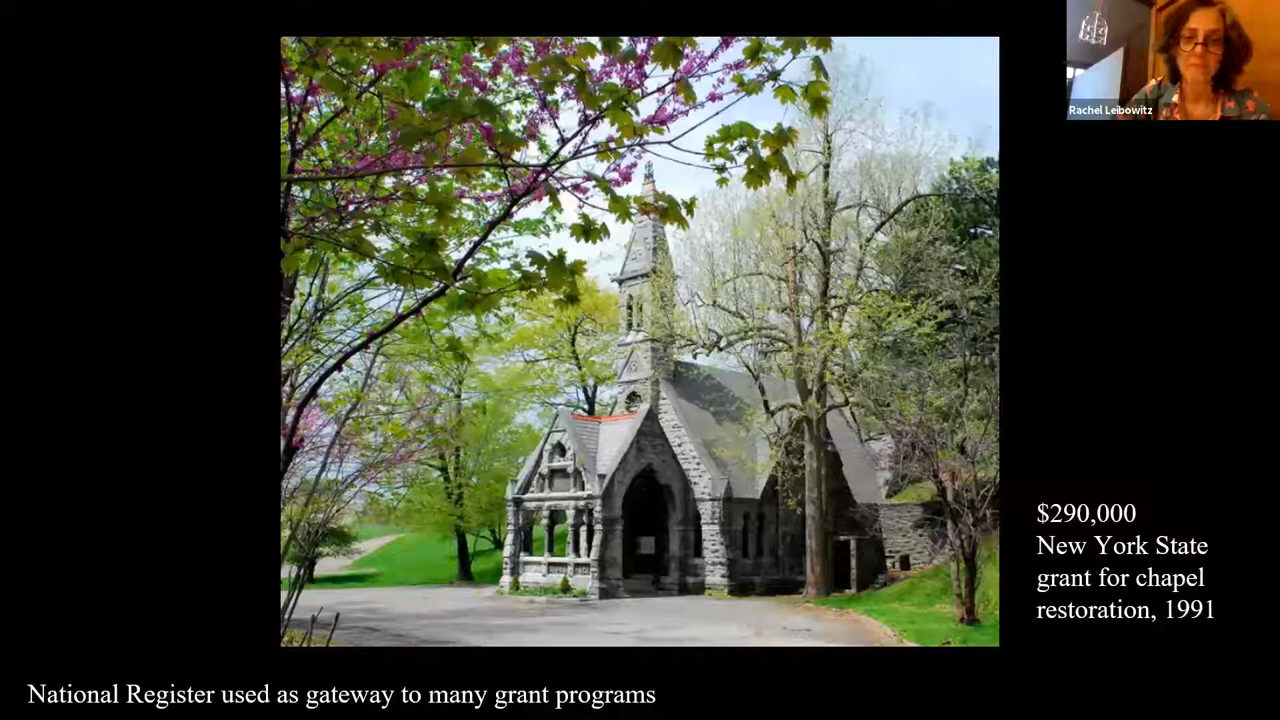 Rachel Leibowitz
$290,000
New York State
grant for chapel
restoration, 1991
National Register used as gateway to many grant programs